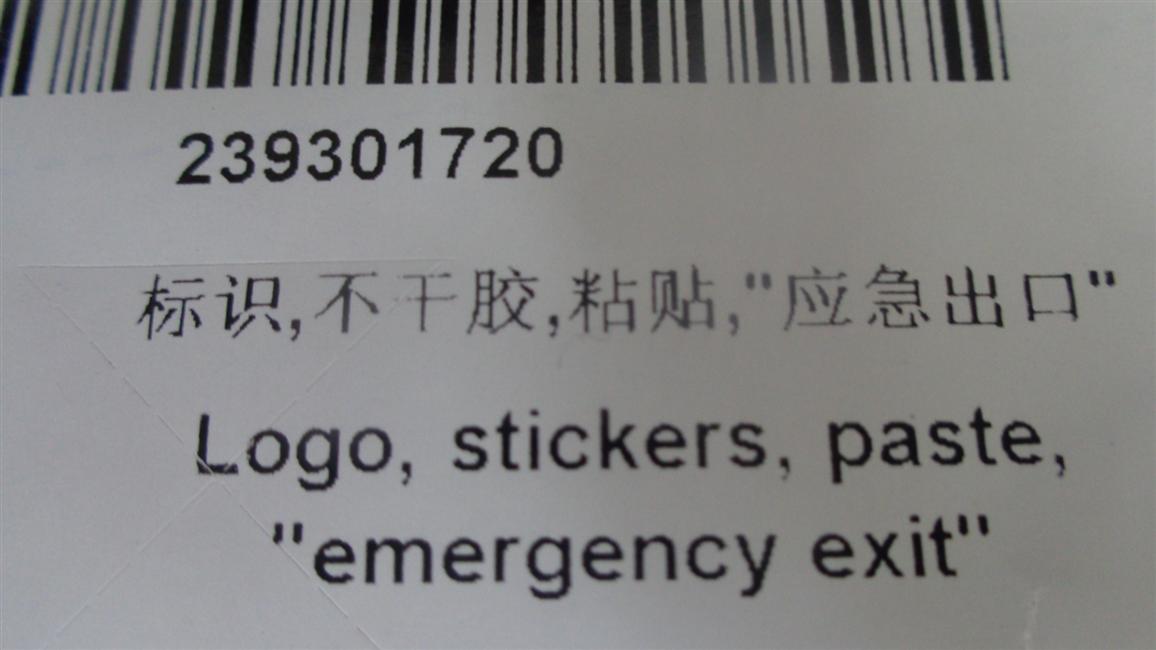 239301720
标识,不干胶,粘贴,"应急出口"
Logo, stickers, paste,
"emergency exit"